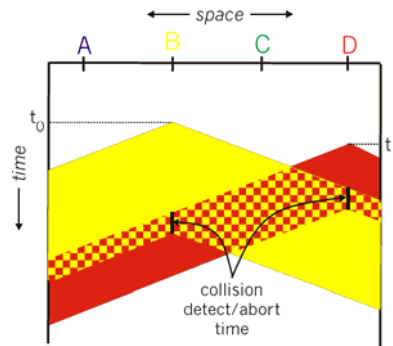 space
A B C D
t0
t
time
collision
detect/abort
time